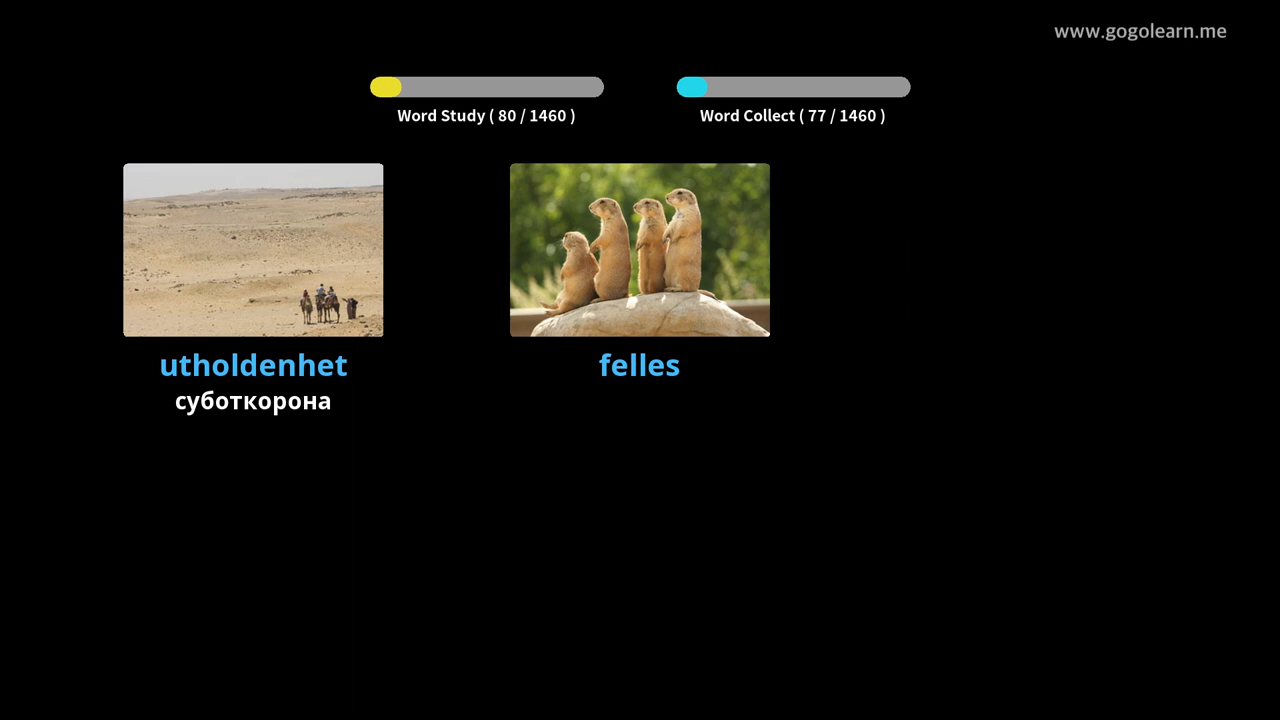 www.gogolearn.me
Word Study ( 80 / 1460 )
Word Collect ( 77 / 1460 )
utholdenhet
felles
суботкорона